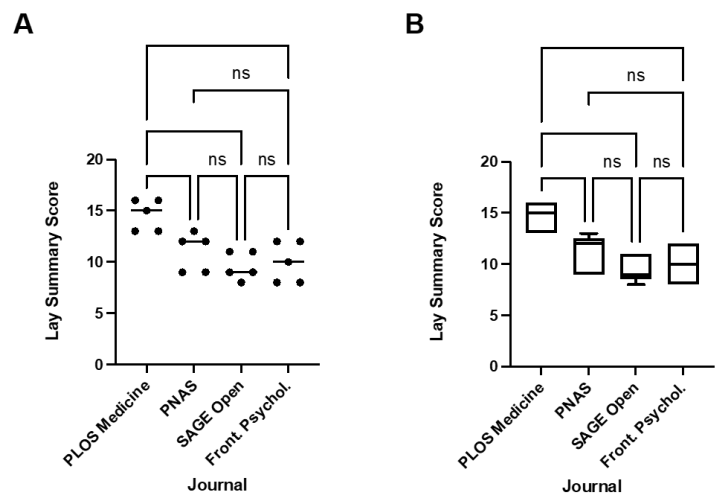 A
ns
ns
ns
20
15
10
5
0
Lay Summary Score
PLOS Medicine
PNAS
SAGE Open
Front. Psychol.
Journal
B
ns
ns
ns
20
15
10
5
0
Lay Summary Score
PLOS Medicine
PNAS
SAGE Open
Front. Psychol.
Journal